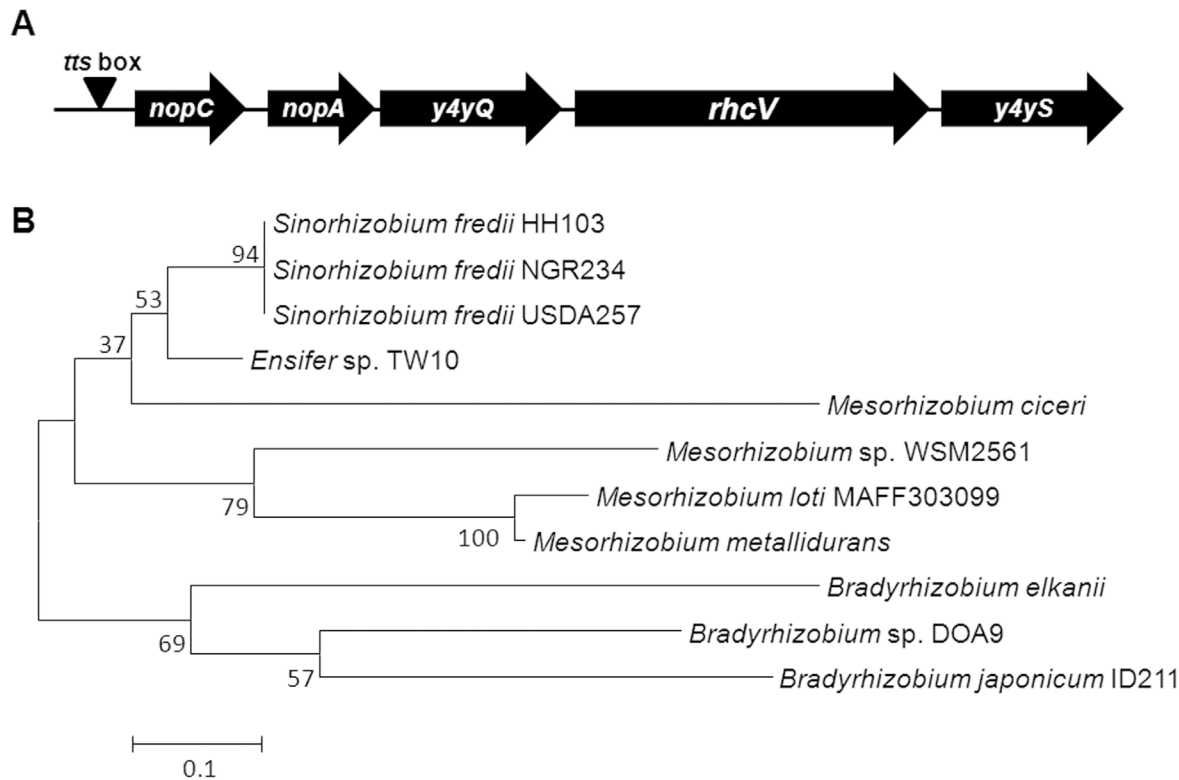 A
tts box
nopC nopA y4yQ rhcV y4yS
B
Sinorhizobium fredii HH103
94
Sinorhizobium fredii NGR234
53
Sinorhizobium fredii USDA257
37
Ensifer sp. TW10
Mesorhizobium ciceri
Mesorhizobium sp. WSM2561
79
Mesorhizobium loti MAFF303099
100
Mesorhizobium metallidurans
Bradyrhizobium elkanii
69
Bradyrhizobium sp. DOA9
57
Bradyrhizobium japonicum ID211
0.1